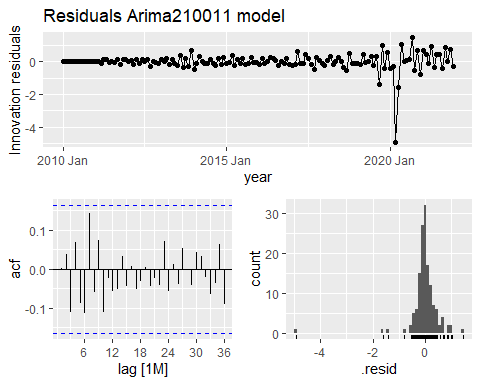 Residuals Arima210011 model
Innovation residuals
0
-2
-4
2010 Jan
2015 Jan
2020 Jan
year
acf
0.1
0.0
-0.1
6
12
18
24
30
36
lag [1M]
count
30
20
10
0
-4
-2
0
.resid